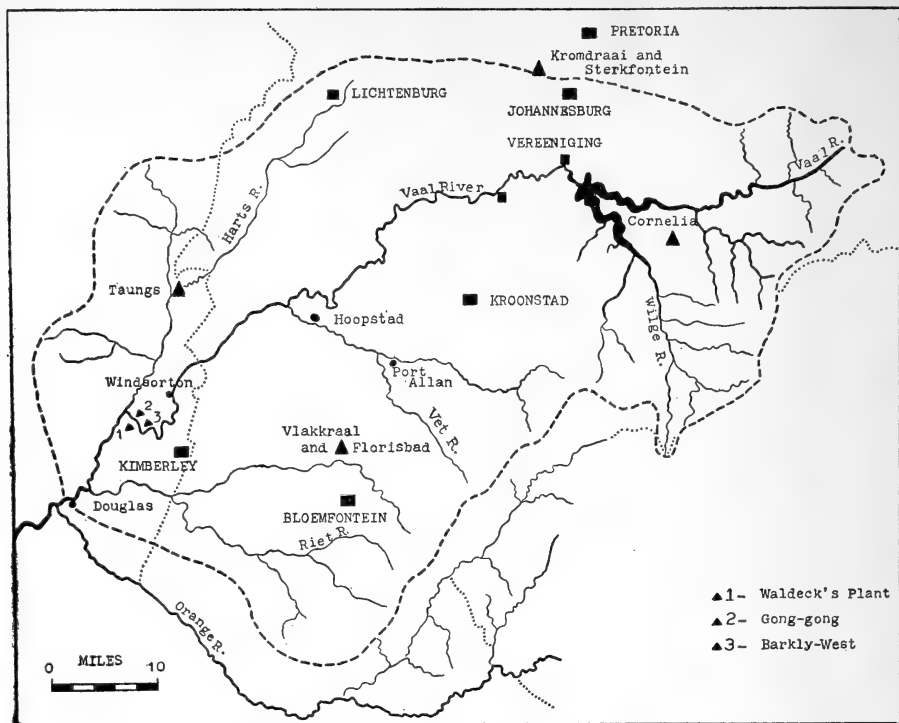 PRETORIA
Kromdraai and
Sterkfontein
LICHTENBURG
JOHANNESBURG
VEREENIGING
Vaal R.
Vaal River
Harts R.
Cornelia
Taungs
Hoopstad
KROONSTAD
Wilge R.
Port
Allan
Windsorton
2
3
1
Vet R.
Vlakkraal
and Florisbad
KIMBERLEY
Douglas
BLOEMFONTEIN
Riet R.
Orange R.
1- Waldeck's Plant
2- Gong-gong
3- Barkly-West
MILES
0 10